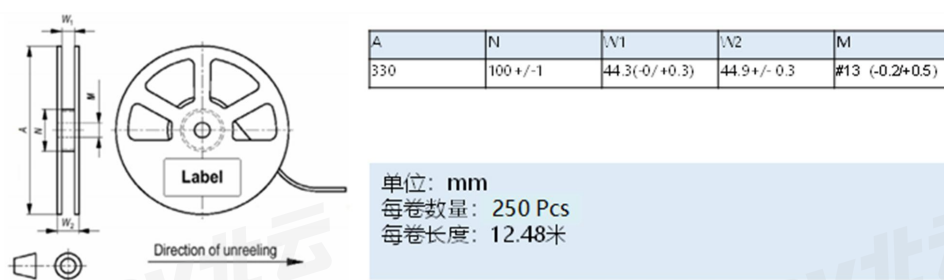 W1
A
N
M
W2
Label
Direction of unreeling
A N W1 W2 M
330 100+/-1 44.3(-0/+0.3) 44.9+/-0.3 #13 (-0.2/+0.5)
单位：mm
每卷数量：250 Pcs
每卷长度：12.48米